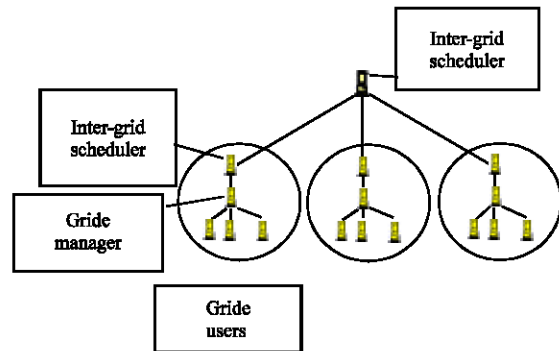 Inter-grid
scheduler
Inter-grid
scheduler
Gride
manager
Gride
users